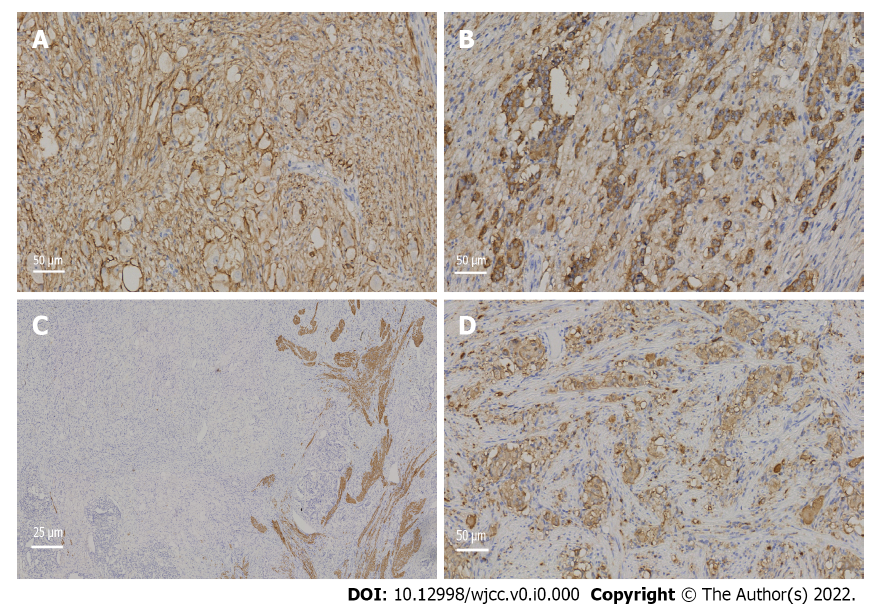 A
B
50 µm
50 µm
C
D
25 µm
50 µm
DOI: 10.12998/wjcc.v0.i0.000 Copyright © The Author(s) 2022.